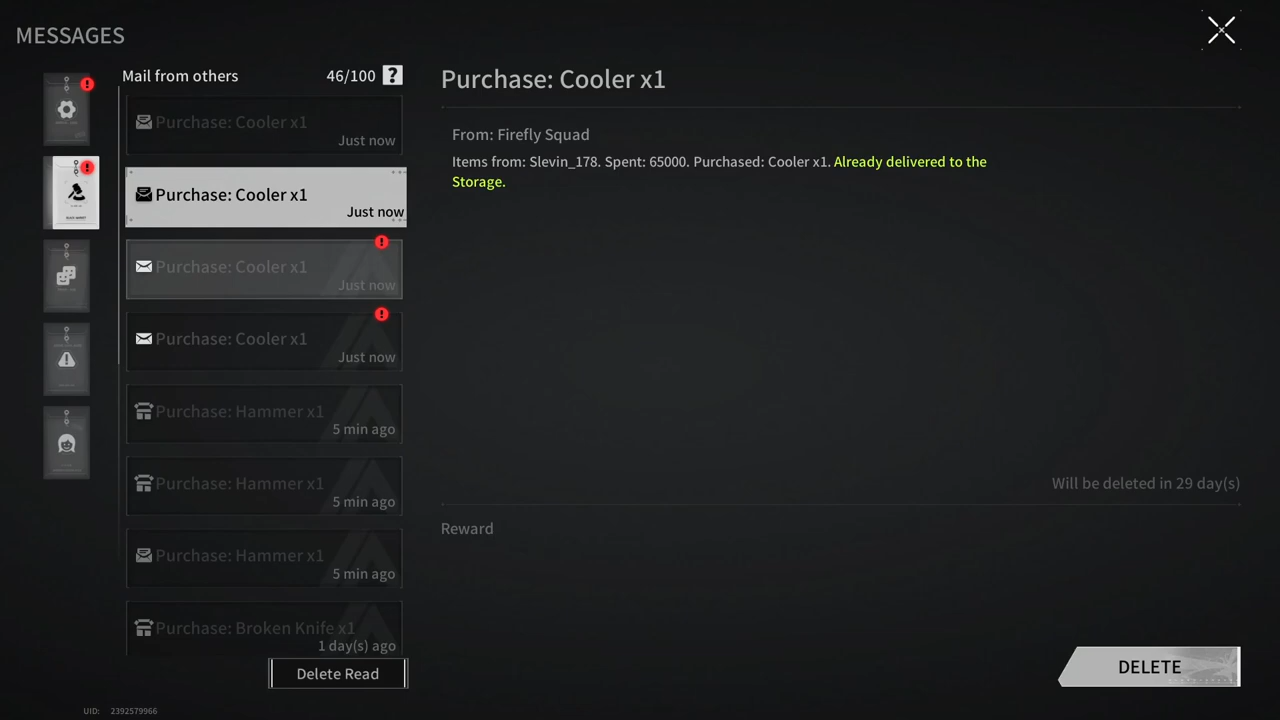 MESSAGES
Mail from others
46/100
?
Purchase: Cooler x1
Just now
Purchase: Cooler x1
Just now
Purchase: Cooler x1
Just now
Purchase: Cooler x1
Just now
Purchase: Hammer x1
5 min ago
Purchase: Hammer x1
5 min ago
Purchase: Hammer x1
5 min ago
Purchase: Broken Knife x1
1 day(s) ago
Delete Read
Purchase: Cooler x1
From: Firefly Squad
Items from: Slevin_178. Spent: 65000. Purchased: Cooler x1. Already delivered to the
Storage.
Will be deleted in 29 day(s)
Reward
DELETE
UID: 2392579966